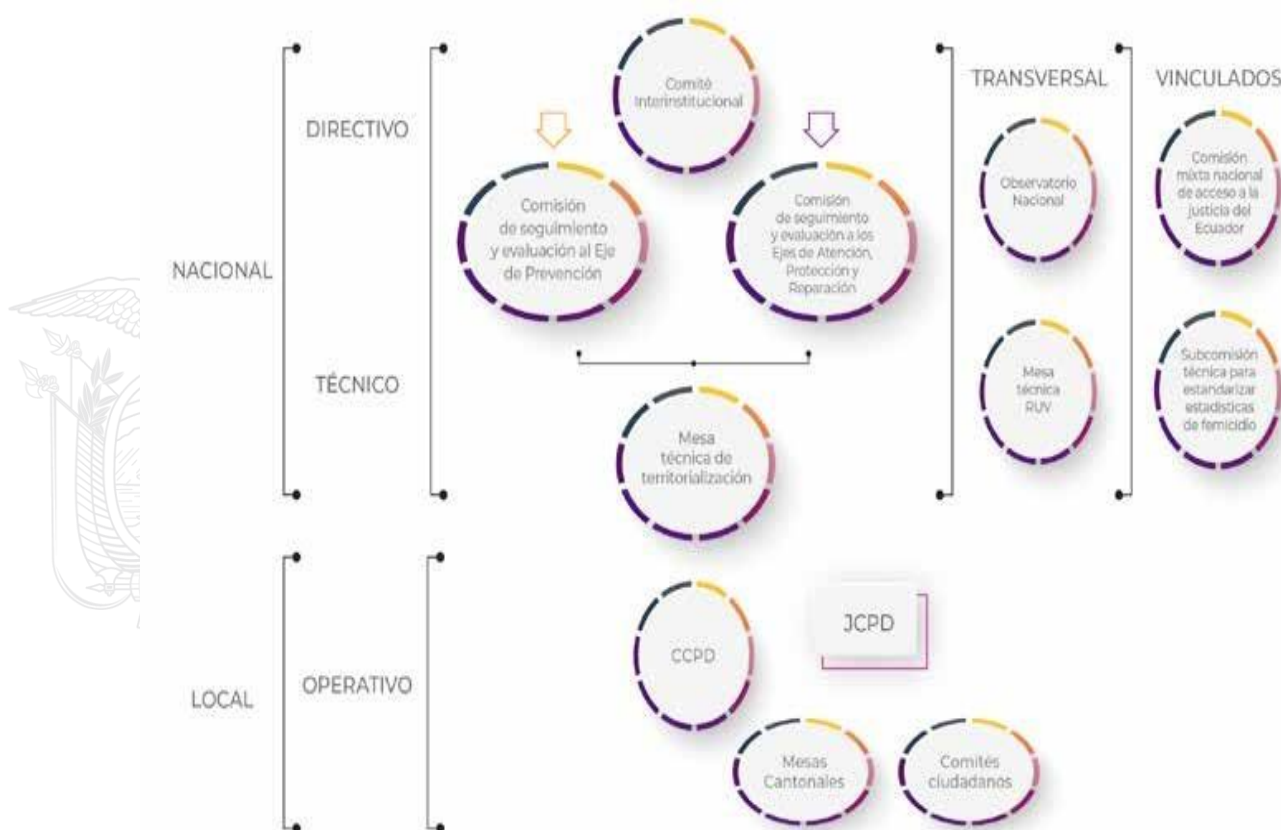 TRANSVERSAL
VINCULADOS
Comité
Interinstitucional
DIRECTIVO
Comisión
de seguimiento
y evaluación al Eje
de Prevención
Comisión
de seguimiento
y evaluación a los
Ejes de Atención,
Protección y
Reparación
Observatorio
Nacional
Comisión
mixta nacional
de acceso a la
justicia del
Ecuador
NACIONAL
TÉCNICO
Mesa
técnica de
territorialización
Mesa
técnica
RUV
Subcomisión
técnica para
estandarizar
estadísticas
de femicidio
LOCAL
OPERATIVO
CCPD
JCPD
Mesas
Cantonales
Comités
ciudadanos